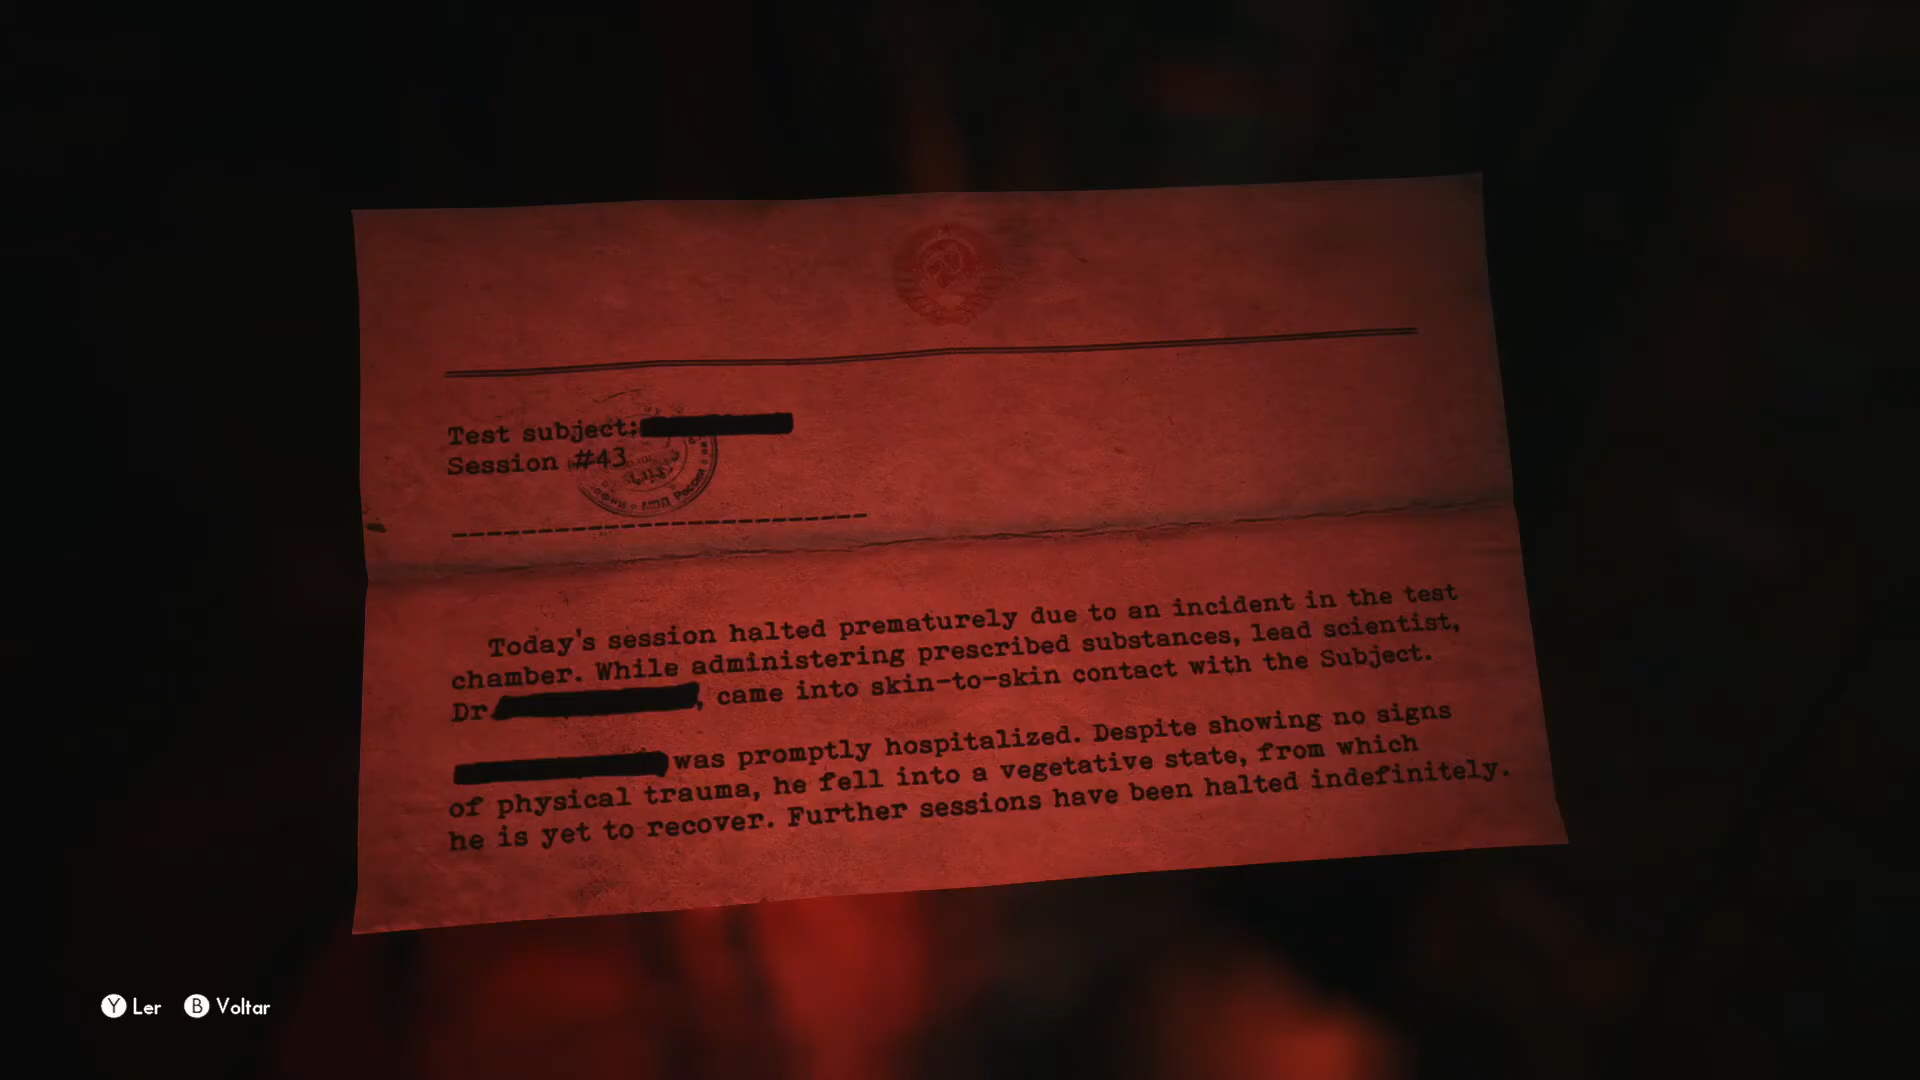 Test subject:
Session #43
Today's session halted prematurely due to an incident in the test
chamber. While administering prescribed substances, lead scientist,
Dr. , came into skin-to-skin contact with the Subject.
was promptly hospitalized. Despite showing no signs
of physical trauma, he fell into a vegetative state, from which
he is yet to recover. Further sessions have been halted indefinitely.
Y Ler B Voltar